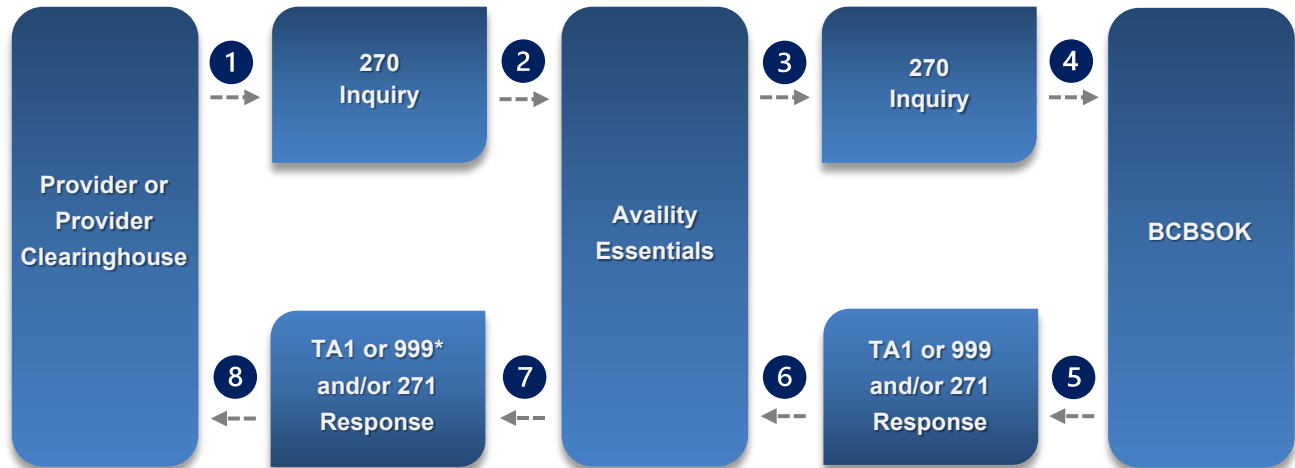 1
2
3
4
270
Inquiry
270
Inquiry
Provider or
Provider
Clearinghouse
Availity
Essentials
BCBSOK
TA1 or 999*
and/or 271
Response
TA1 or 999
and/or 271
Response
8
7
6
5